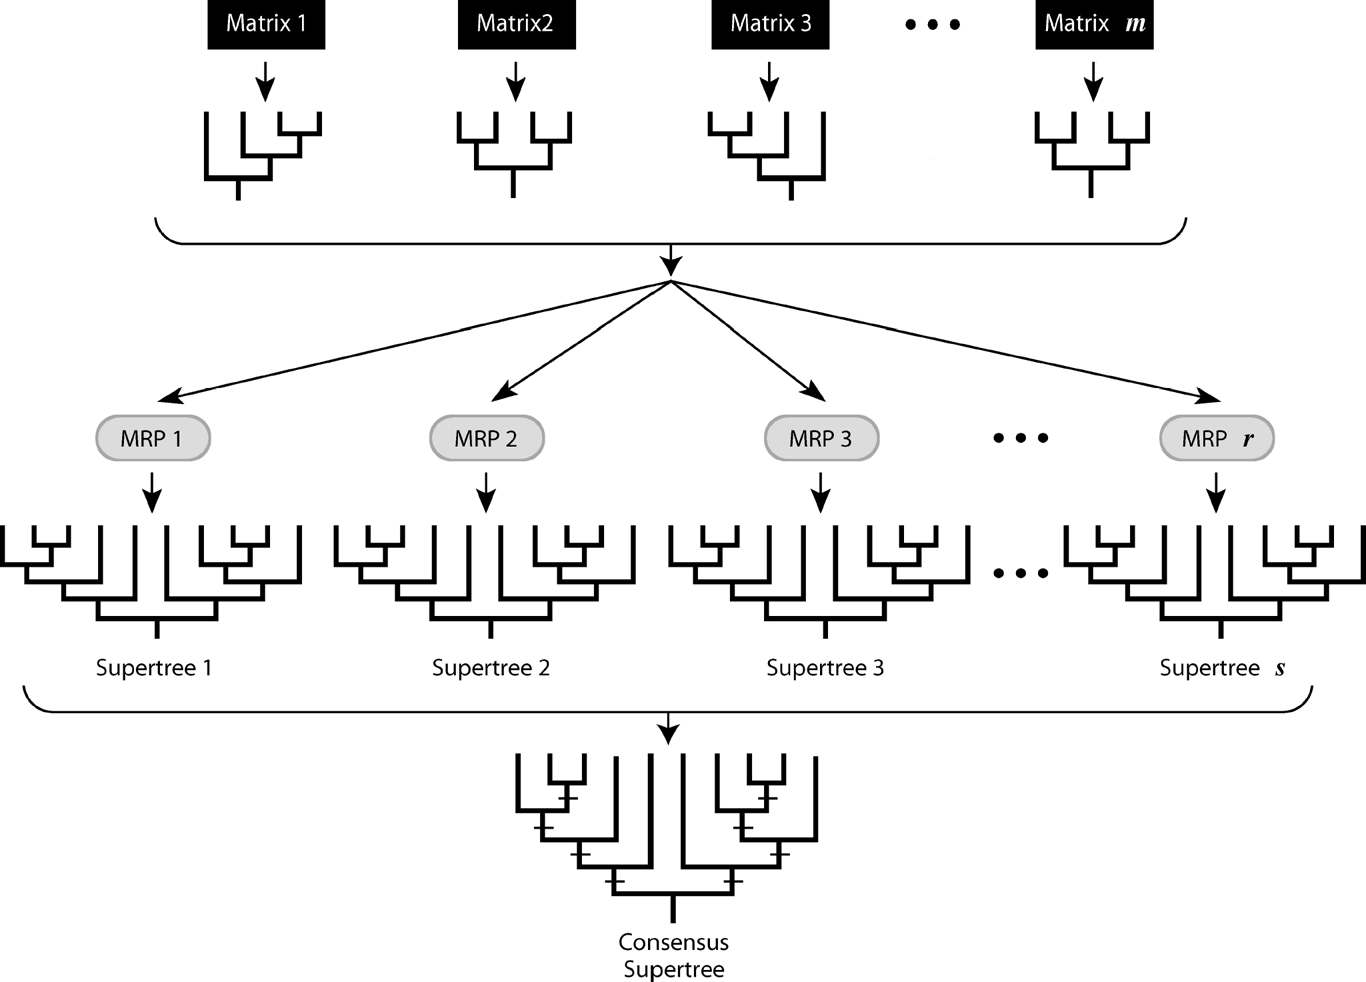 Matrix 1
Matrix2
Matrix 3
Matrix m
MRP 1
MRP 2
MRP 3
MRP r
Supertree 1
Supertree 2
Supertree 3
Supertree s
Consensus
Supertree